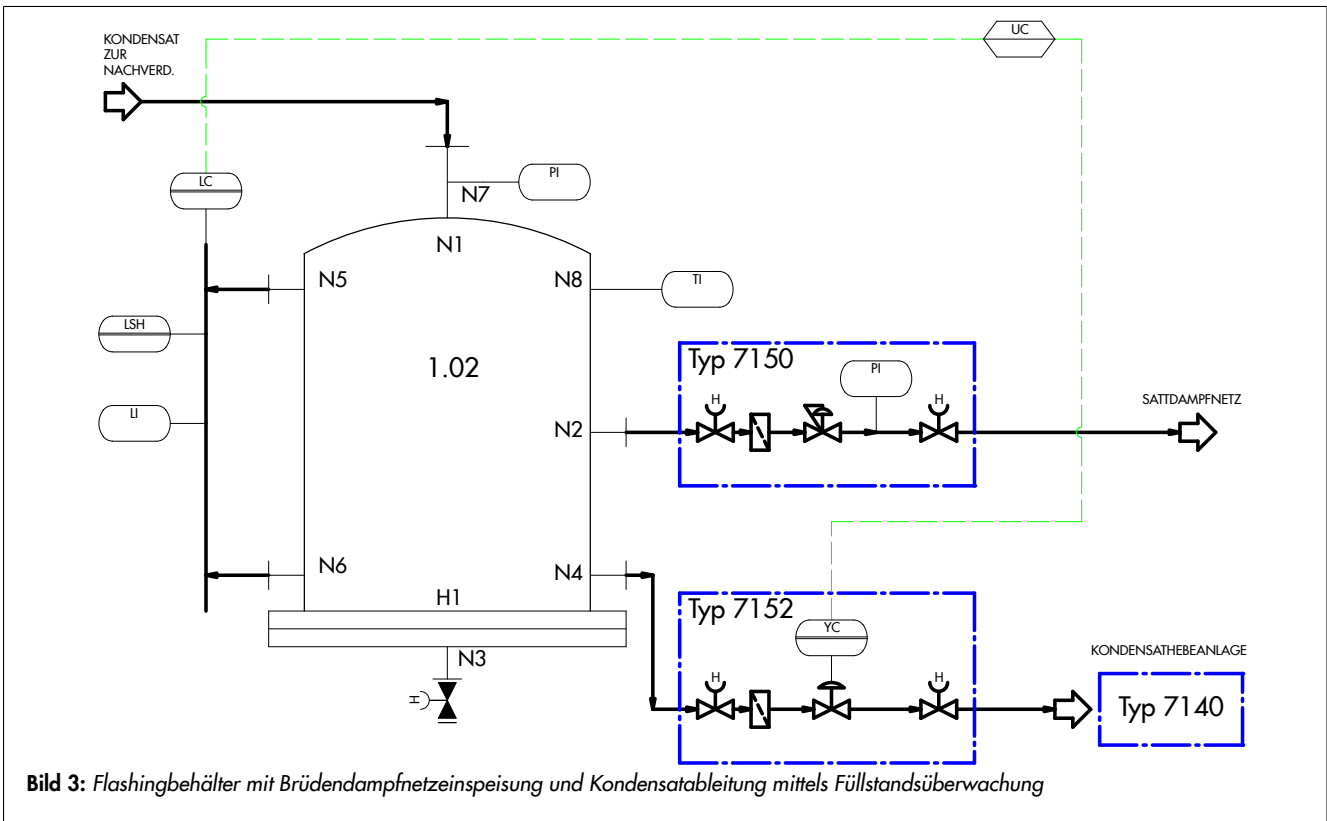 KONDENSAT
ZUR
NACHVERD.
UC
LC
PI
N7
N1
N5
N8
TI
LSH
1.02
Typ 7150
PI
LI
H
H
SATTDAMPFNETZ
N2
N6
N4
H1
Typ 7152
YC
N3
KONDENSATHEBEANLAGE
H
H
H
Typ 7140
Bild 3: Flashingbehälter mit Brüdendampfnetzeinspeisung und Kondensatableitung mittels Füllstandsüberwachung